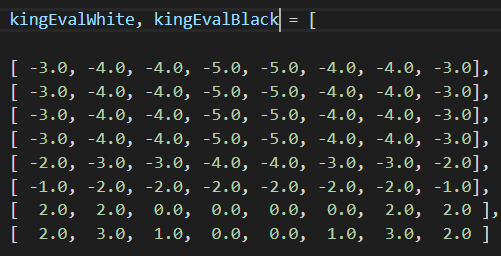 kingEvalWhite, kingEvalBlack = [
[ -3.0, -4.0, -4.0, -5.0, -5.0, -4.0, -4.0, -3.0],
[ -3.0, -4.0, -4.0, -5.0, -5.0, -4.0, -4.0, -3.0],
[ -3.0, -4.0, -4.0, -5.0, -5.0, -4.0, -4.0, -3.0],
[ -3.0, -4.0, -4.0, -5.0, -5.0, -4.0, -4.0, -3.0],
[ -2.0, -3.0, -3.0, -4.0, -4.0, -3.0, -3.0, -2.0],
[ -1.0, -2.0, -2.0, -2.0, -2.0, -2.0, -2.0, -1.0],
[  2.0,  2.0,  0.0,  0.0,  0.0,  0.0,  2.0,  2.0 ],
[  2.0,  3.0,  1.0,  0.0,  0.0,  1.0,  3.0,  2.0 ]